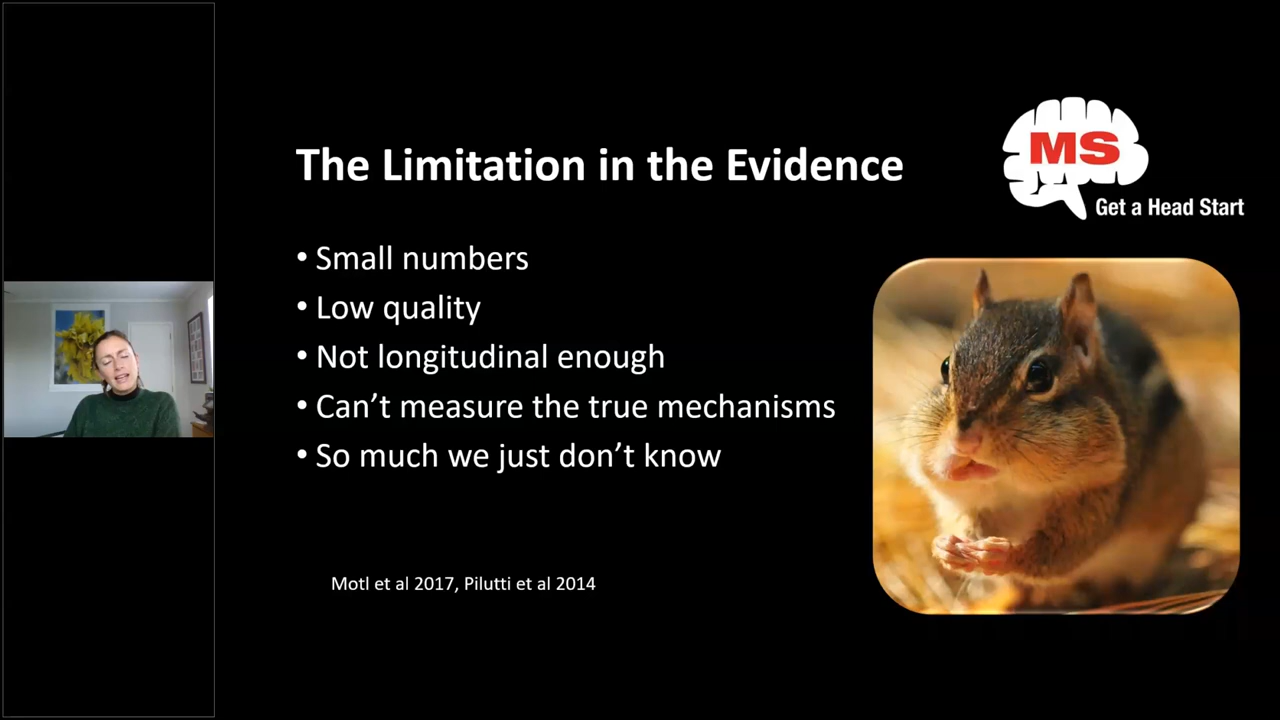 The Limitation in the Evidence
MS
Get a Head Start
• Small numbers
• Low quality
• Not longitudinal enough
• Can’t measure the true mechanisms
• So much we just don’t know
Motl et al 2017, Pilutti et al 2014